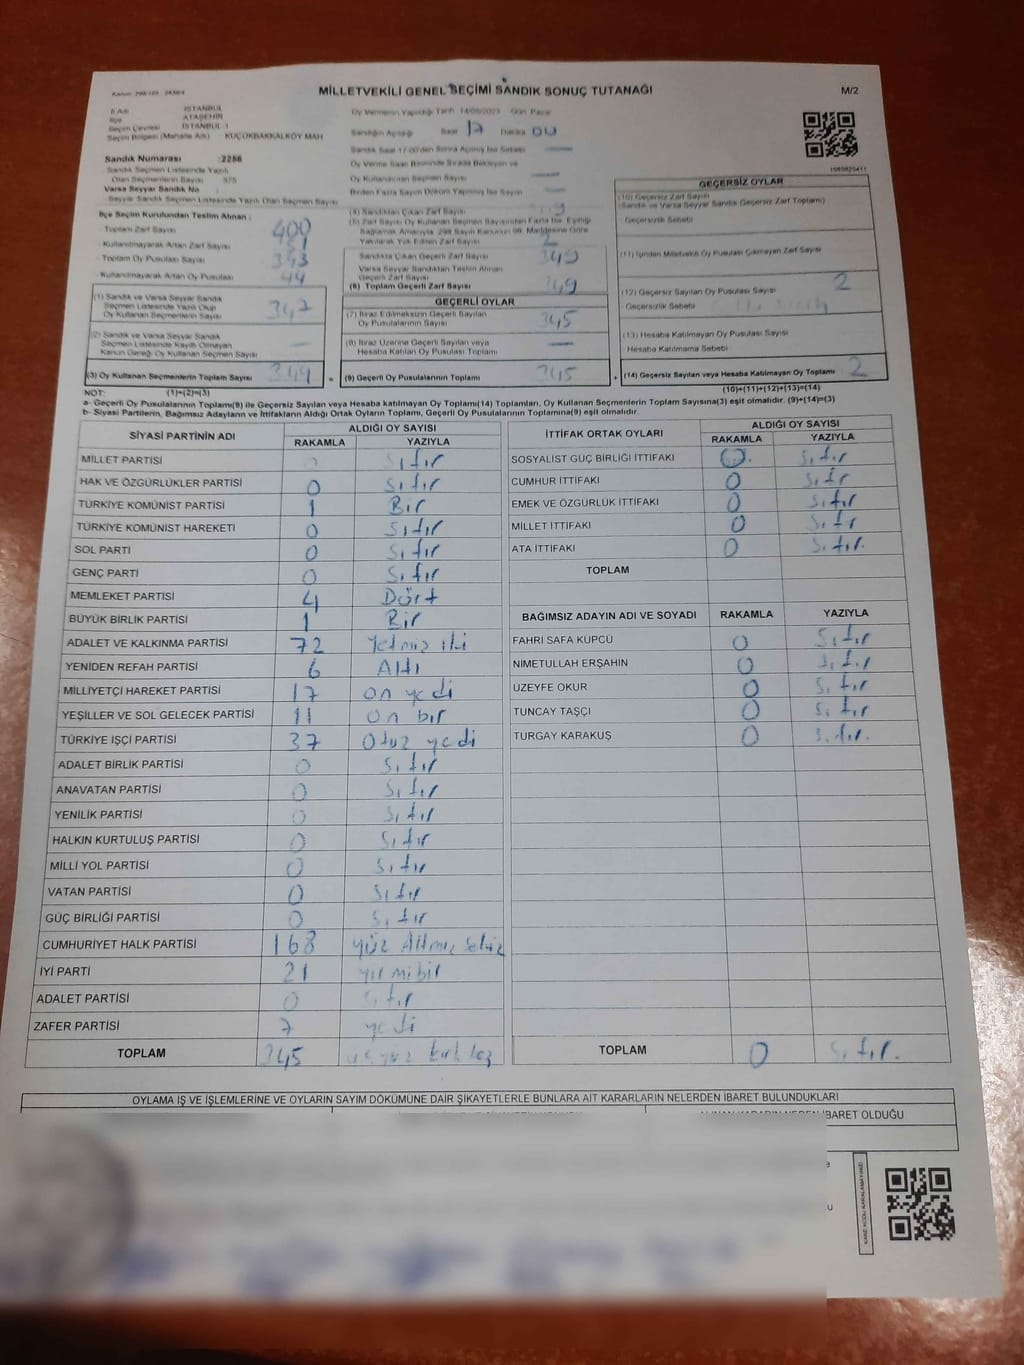 MİLLETVEKİLİ GENEL SEÇİMİ SANDIK SONUÇ TUTANAĞI
M/2
İli Adı İSTANBUL
İlçe ATAŞEHİR
Seçim Çevresi İSTANBUL-1
Seçim Bölgesi (Mahalle Adı) KÜÇÜKBAKKALKÖY MAH
Sandık Numarası :2286
Sandık Seçmen Listesinde Yazılı
Olan Seçmenlerin Sayısı 375
Varsa Seyyar Sandık No
Seyyar Sandık Seçmen Listesinde Yazılı Olan Seçmenlerin Sayısı
Oy Vermenin Yapıldığı Tarih 14/05/2023 Gün Pazar
Sandığın Açıldığı Saat 17 Dakika 00
Sandık Saat 17.00'den Sonra Açılmış İse Sebebi
Oy Verme Saati Bitiminde Sırada Bekleyen ve
Oy Kullandırılan Seçmen Sayısı
Birden Fazla Sayım Döküm Yapılmış İse Sayısı
İlçe Seçim Kurulundan Teslim Alınan
Toplam Zarf Sayısı 400
Kullanılmayarak Artan Zarf Sayısı 51
Toplam Oy Pusulası Sayısı 393
Kullanılmayarak Artan Oy Pusulası 44
(1) Sandık ve Varsa Seyyar Sandık
Seçmen Listesinde Yazılı Olup
Oy Kullanan Seçmenlerin Sayısı 347
(2) Sandık ve Varsa Seyyar Sandık
Seçmen Listesinde Kaydı Olmayan
Kanun Gereği Oy Kullanan Seçmen Sayısı
(3) Oy Kullanan Seçmenlerin Toplam Sayısı
(4) Sandıktan Çıkan Zarf Sayısı
(5) Zarf Sayısı Oy Kullanan Seçmen Sayısından Fazla İse, Eşitliği
Sağlamak Amacıyla, 298 Sayılı Kanunun 98. Maddesine Göre
Yakılarak Yok Edilen Zarf Sayısı 2
Sandıkta Çıkan Geçerli Zarf Sayısı 349
Varsa Seyyar Sandıktan Teslim Alınan
Geçerli Zarf Sayısı
(6) Toplam Geçerli Zarf Sayısı 349
GEÇERLİ OYLAR
(7) İtiraz Edilmeksizin Geçerli Sayılan
Oy Pusulalarının Sayısı 345
(8) İtiraz Üzerine Geçerli Sayılan veya
Hesaba Katılan Oy Pusulası Toplamı
= (9) Geçerli Oy Pusulalarının Toplamı 345
GEÇERSİZ OYLAR
(10) Geçersiz Zarf Sayısı
(Sandık ve Varsa Seyyar Sandık Geçersiz Zarf Toplamı)
Geçersizlik Sebebi
(11) İçinden Milletvekili Oy Pusulası Çıkmayan Zarf Sayısı
(12) Geçersiz Sayılan Oy Pusulası Sayısı 2
Geçersizlik Sebebi
(13) Hesaba Katılmayan Oy Pusulası Sayısı
Hesaba Katılmama Sebebi
+ (14) Geçersiz Sayılan veya Hesaba Katılmayan Oy Toplamı 2
NOT: (1)+(2)=(3)
(10)+(11)+(12)+(13)=(14)
a- Geçerli Oy Pusulalarının Toplamı(9) ile Geçersiz Sayılan veya Hesaba katılmayan Oy Toplamı(14) Toplamları, Oy Kullanan Seçmenlerin Toplam Sayısına(3) eşit olmalıdır. (9)+(14)=(3)
b- Siyasi Partilerin, Bağımsız Adayların ve İttifakların Aldığı Ortak Oyların Toplamı, Geçerli Oy Pusulalarının Toplamına(9) eşit olmalıdır.
SİYASİ PARTİNİN ADI
ALDIĞI OY SAYISI
RAKAMLA YAZIYLA
MİLLET PARTİSİ 0 Sıfır
HAK VE ÖZGÜRLÜKLER PARTİSİ 0 Sıfır
TÜRKİYE KOMÜNİST PARTİSİ 1 Bir
TÜRKİYE KOMÜNİST HAREKETİ 0 Sıfır
SOL PARTİ 0 Sıfır
GENÇ PARTİ 0 Sıfır
MEMLEKET PARTİSİ 4 Dört
BÜYÜK BİRLİK PARTİSİ 1 Bir
ADALET VE KALKINMA PARTİSİ 72 Yetmiş iki
YENİDEN REFAH PARTİSİ 6 Altı
MİLLİYETÇİ HAREKET PARTİSİ 17 on yedi
YEŞİLLER VE SOL GELECEK PARTİSİ 11 on bir
TÜRKİYE İŞÇİ PARTİSİ 37 Otuz yedi
ADALET BİRLİK PARTİSİ 0 Sıfır
ANAVATAN PARTİSİ 0 Sıfır
YENİLİK PARTİSİ 0 Sıfır
HALKIN KURTULUŞ PARTİSİ 0 Sıfır
MİLLİ YOL PARTİSİ 0 Sıfır
VATAN PARTİSİ 0 Sıfır
GÜÇ BİRLİĞİ PARTİSİ 0 Sıfır
CUMHURİYET HALK PARTİSİ 168 yüz Altmış Sekiz
İYİ PARTİ 21 yirmibir
ADALET PARTİSİ 0 Sıfır
ZAFER PARTİSİ 7 yedi
TOPLAM 345
İTTİFAK ORTAK OYLARI
ALDIĞI OY SAYISI
RAKAMLA YAZIYLA
SOSYALİST GÜÇ BİRLİĞİ İTTİFAKI 0 Sıfır
CUMHUR İTTİFAKI 0 Sıfır
EMEK VE ÖZGÜRLÜK İTTİFAKI 0 Sıfır
MİLLET İTTİFAKI 0 Sıfır
ATA İTTİFAKI 0 Sıfır.
TOPLAM
BAĞIMSIZ ADAYIN ADI VE SOYADI RAKAMLA YAZIYLA
FAHRİ SAFA KÜPÇÜ 0 Sıfır
NİMETULLAH ERŞAHİN 0 Sıfır
ÜZEYFE OKUR 0 Sıfır
TUNCAY TAŞÇI 0 Sıfır
TURGAY KARAKUŞ 0 Sıfır.
TOPLAM 0 Sıfır.
OYLAMA İŞ VE İŞLEMLERİNE VE OYLARIN SAYIM DÖKÜMÜNE DAİR ŞİKAYETLERLE BUNLARA AİT KARARLARIN NELERDEN İBARET BULUNDUKLARI